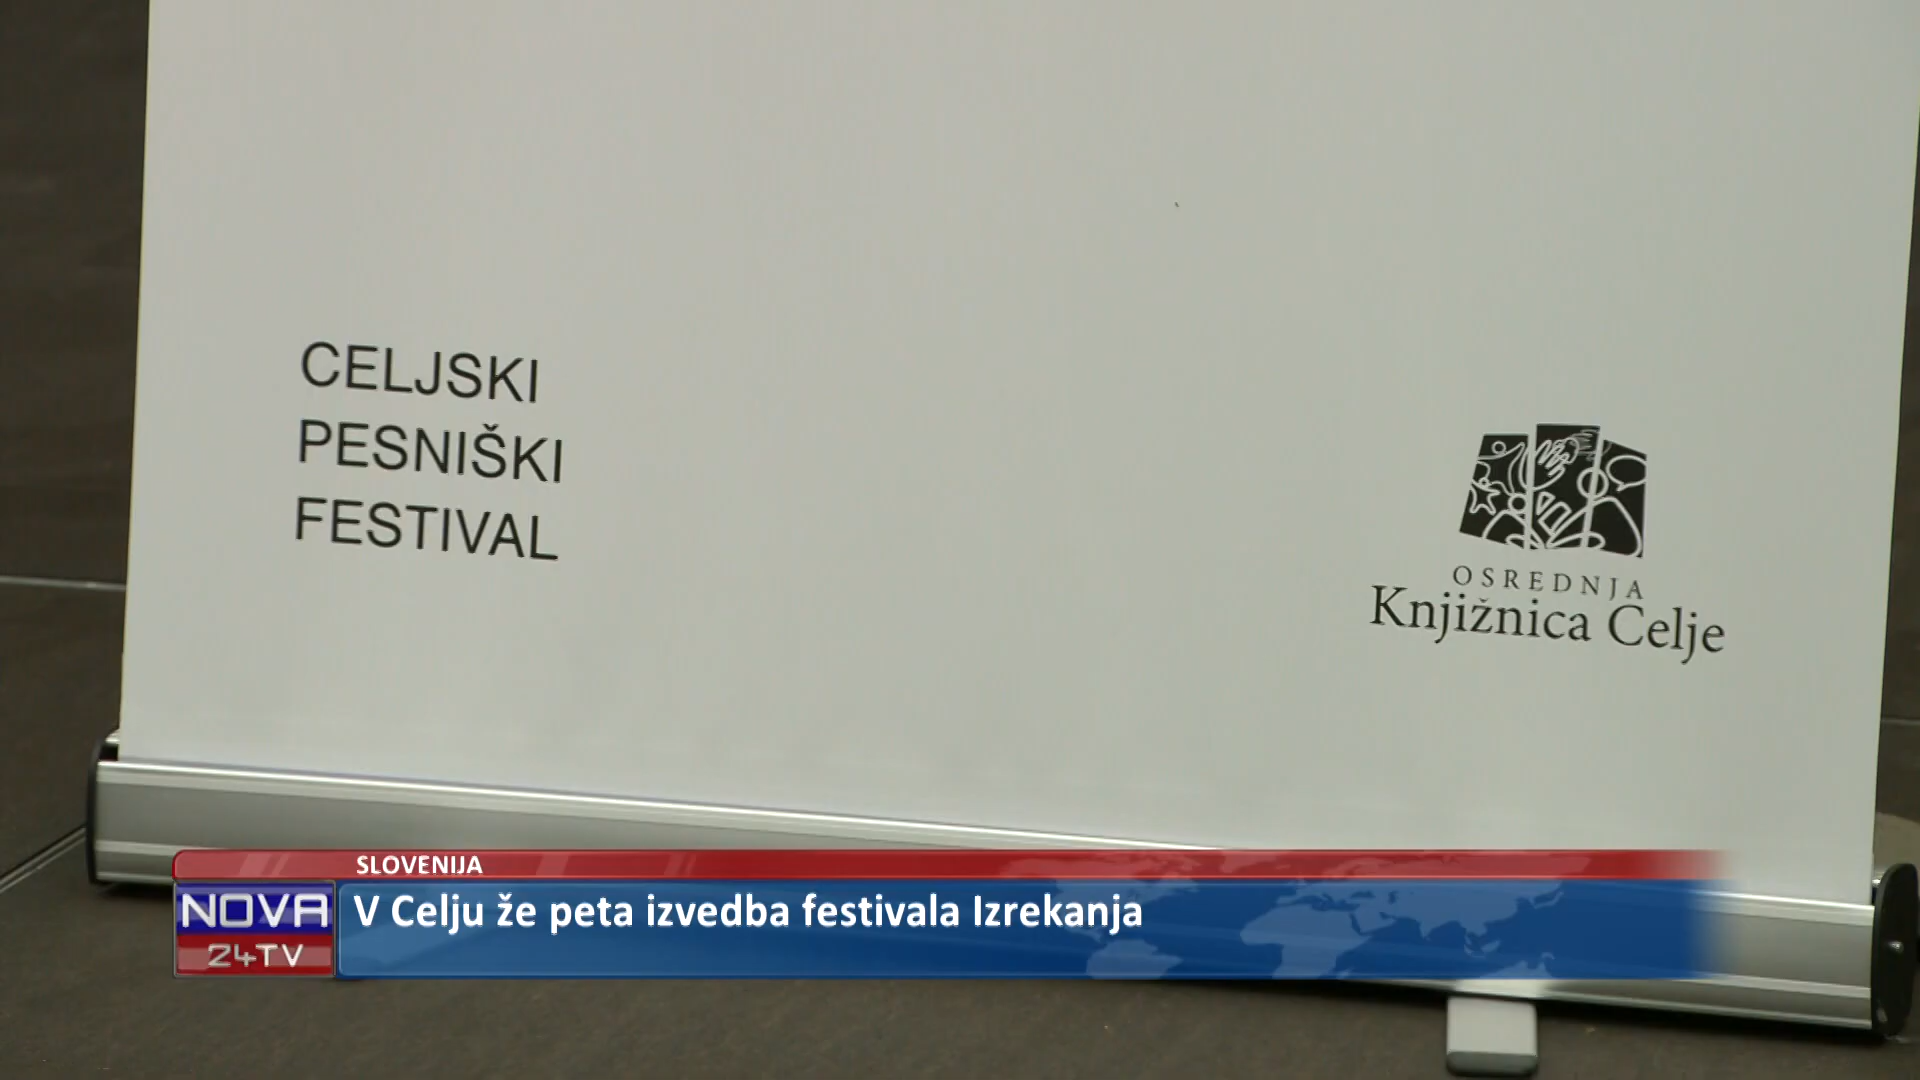 CELJSKI
PESNIŠKI
FESTIVAL
OSREDNJA
Knjižnica Celje
SLOVENIJA
NOVA
24TV
V Celju že peta izvedba festivala Izrekanja